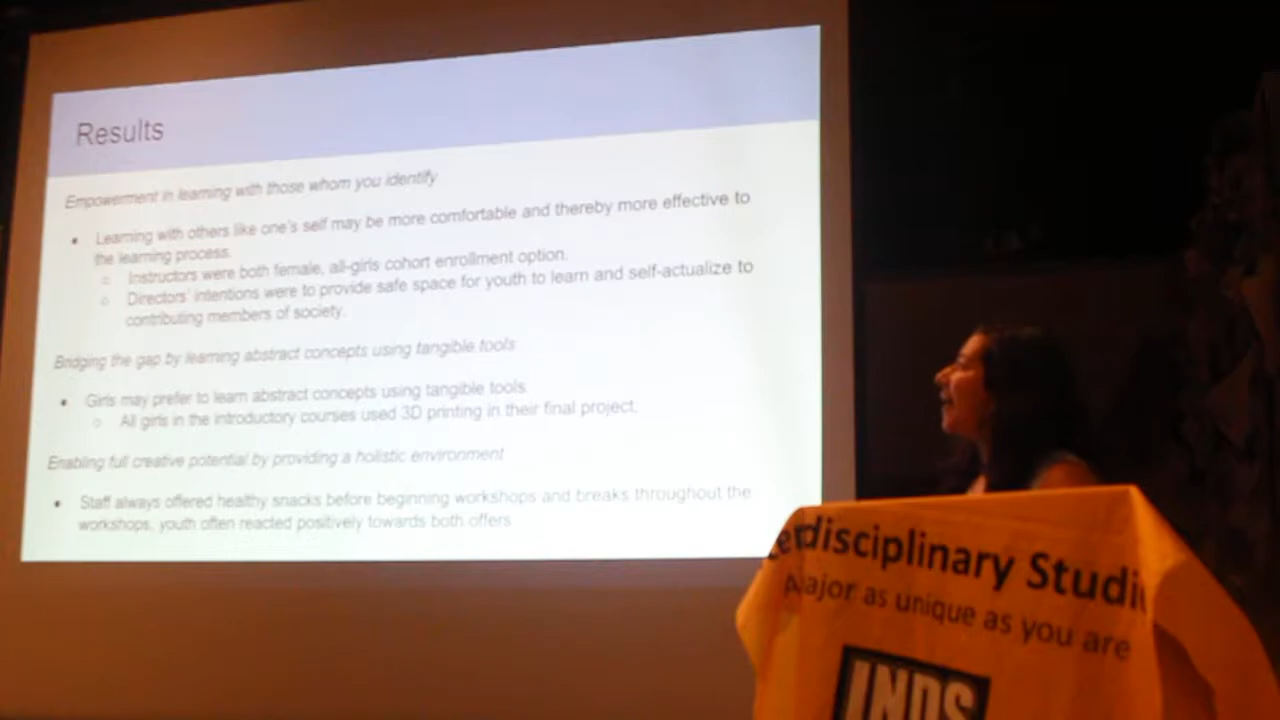 Results
Empowerment in learning with those whom you identify
• Learning with others like one's self may be more comfortable and thereby more effective to
the learning process.
○ Instructors were both female, all-girls cohort enrollment option.
○ Directors' intentions were to provide safe space for youth to learn and self-actualize to
contributing members of society.
Bridging the gap by learning abstract concepts using tangible tools
• Girls may prefer to learn abstract concepts using tangible tools
○ All girls in the introductory courses used 3D printing in their final project.
Enabling full creative potential by providing a holistic environment
• Staff always offered healthy snacks before beginning workshops and breaks throughout the
workshops, youth often reacted positively towards both offers
erdisciplinary Studi
A major as unique as you are
INDS